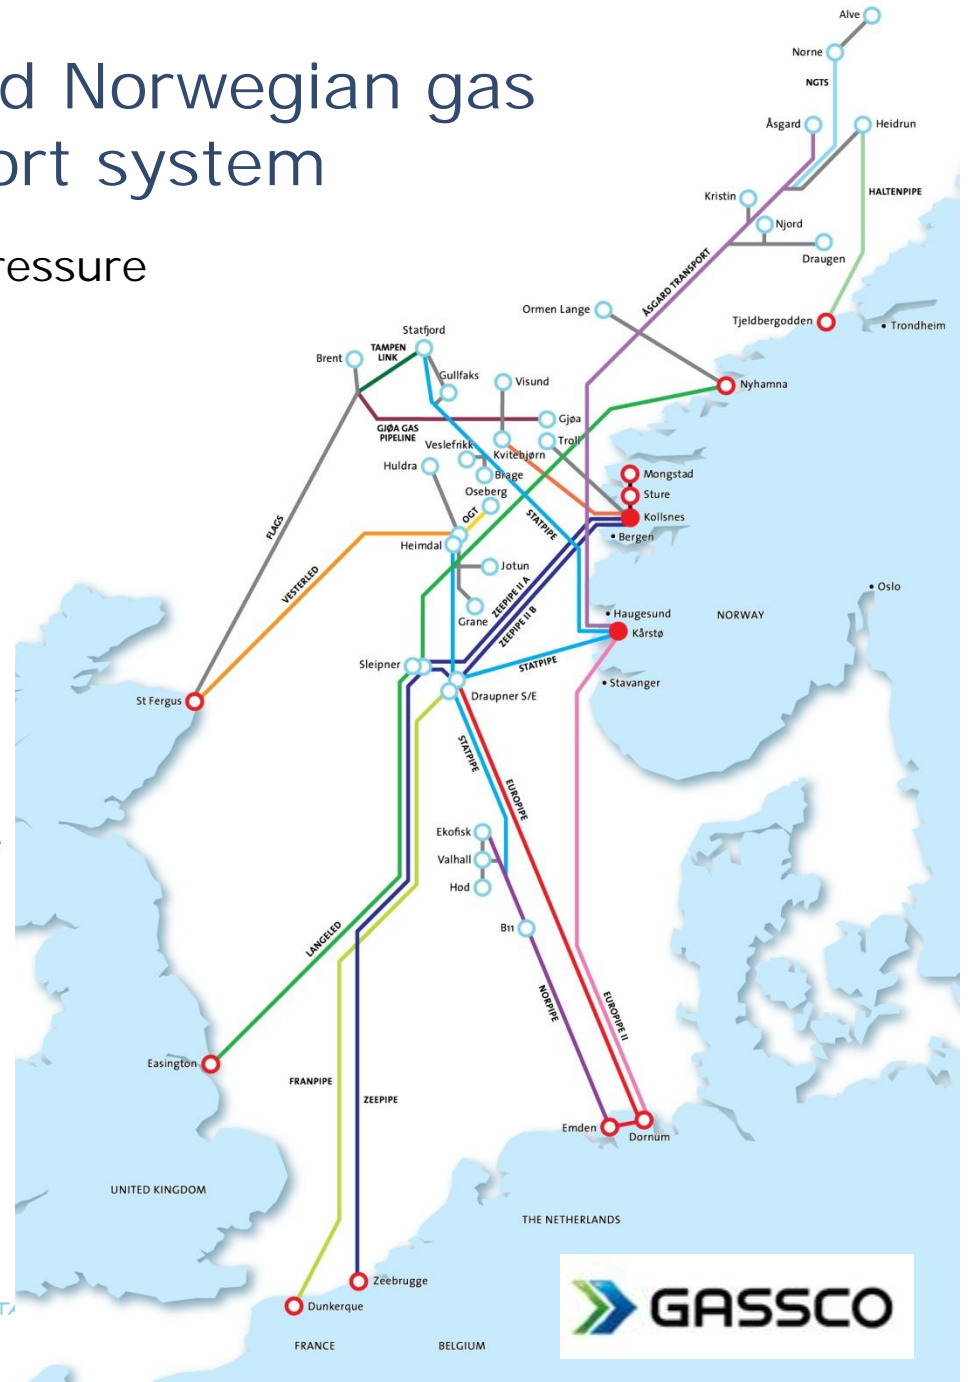 d Norwegian gas
ort system
ressure
Alve
Norne
NGTS
Åsgard
Heidrun
HALTENPIPE
Kristin
Njord
Draugen
ÅSGARD TRANSPORT
Ormen Lange
Tjeldbergodden
• Trondheim
Statfjord
TAMPEN
LINK
Brent
Gullfaks
Visund
Nyhamna
Gjøa
GJØA GAS
PIPELINE
Troll
Veslefrikk
Kvitebjørn
Huldra
Brage
Mongstad
Oseberg
Sture
OGT
STATPIPE
Kollsnes
FLAGS
• Bergen
Heimdal
VESTERLED
Jotun
ZEEPIPE II A
• Oslo
Grane
ZEEPIPE II B
• Haugesund
NORWAY
Kårstø
Sleipner
STATPIPE
• Stavanger
St Fergus
Draupner S/E
STATPIPE
EUROPIPE
Ekofisk
Valhall
Hod
B11
LANGELED
NORPIPE
EUROPIPE II
Easington
FRANPIPE
ZEEPIPE
Emden
Dornum
UNITED KINGDOM
THE NETHERLANDS
Zeebrugge
Dunkerque
GASSCO
FRANCE
BELGIUM